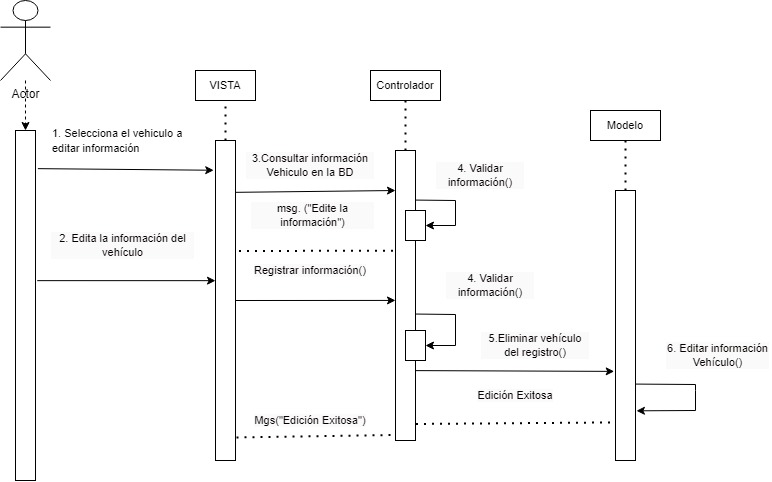 Actor
VISTA
Controlador
Modelo
1. Selecciona el vehiculo a
editar información
3.Consultar información
Vehiculo en la BD
4. Validar
información()
msg. ("Edite la
información")
2. Edita la información del
vehículo
Registrar información()
4. Validar
información()
5.Eliminar vehículo
del registro()
6. Editar información
Vehículo()
Edición Exitosa
Mgs("Edición Exitosa")